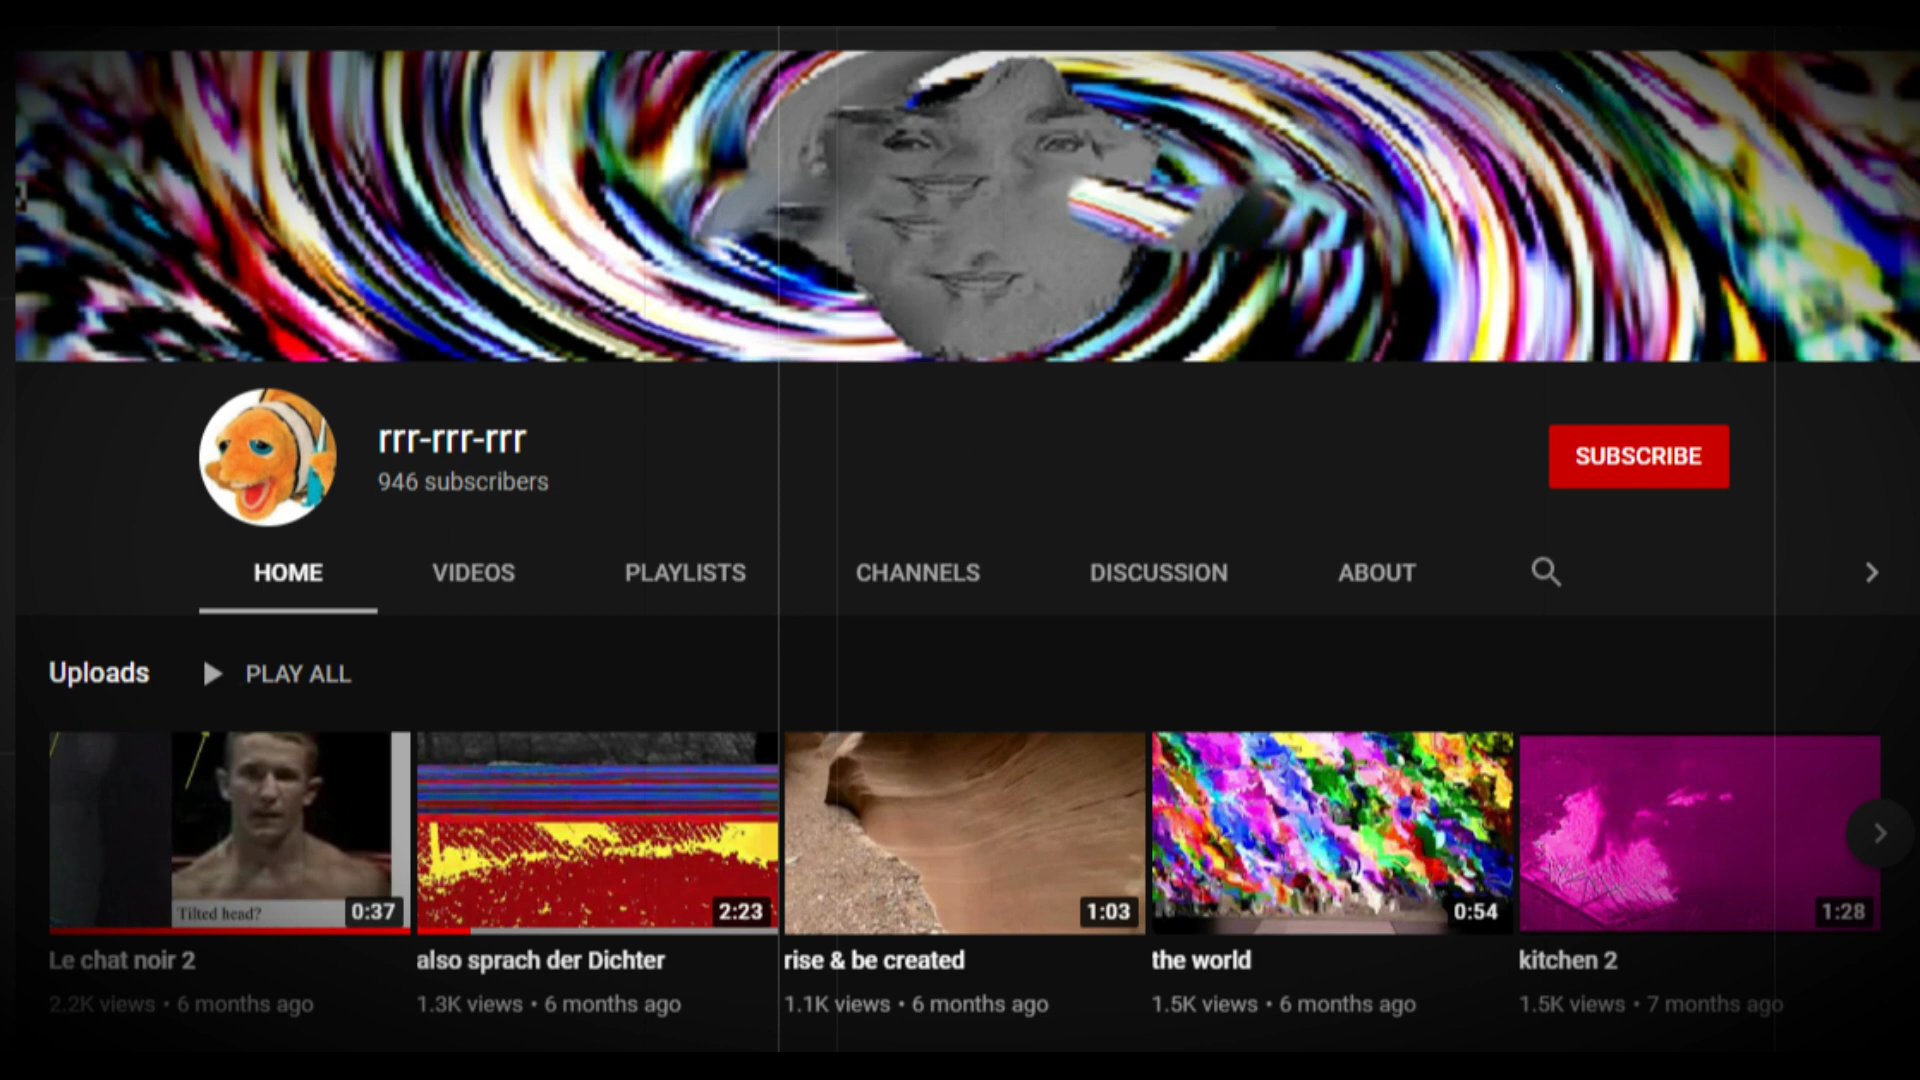 rrr-rrr-rrr
946 subscribers
SUBSCRIBE
HOME VIDEOS PLAYLISTS CHANNELS DISCUSSION ABOUT
Uploads PLAY ALL
Tilted head? 0:37 2:23 1:03 0:54 1:28
Le chat noir 2 also sprach der Dichter rise & be created the world kitchen 2
2.2K views • 6 months ago 1.3K views • 6 months ago 1.1K views • 6 months ago 1.5K views • 6 months ago 1.5K views • 7 months ago